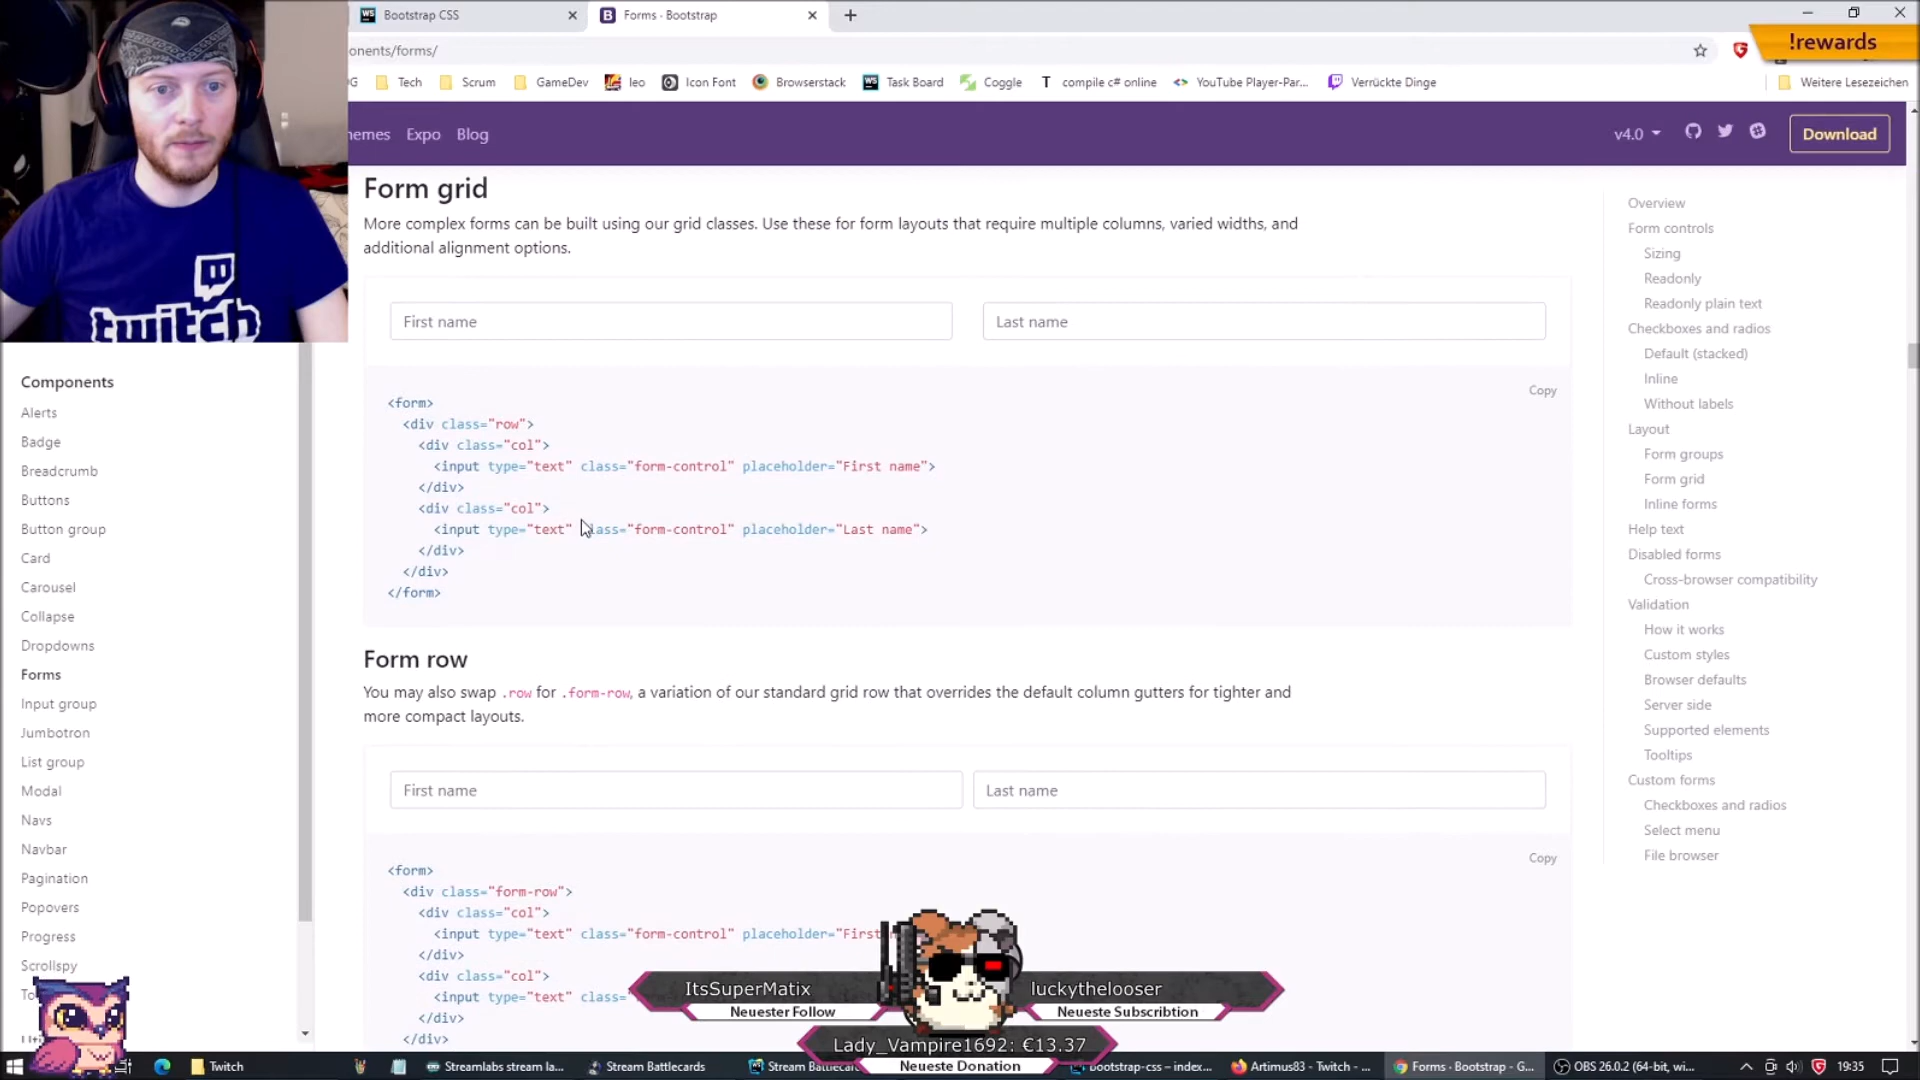 Bootstrap CSS
Forms · Bootstrap
onents/forms/
!rewards
G
Tech
Scrum
GameDev
leo
Icon Font
Browserstack
Task Board
Coggle
compile c# online
YouTube Player-Par...
Verrückte Dinge
Weitere Lesezeichen
hemes
Expo
Blog
v4.0
Download
twitch
Form grid
More complex forms can be built using our grid classes. Use these for form layouts that require multiple columns, varied widths, and
additional alignment options.
First name
Last name
Copy
<form>
<div class="row">
<div class="col">
<input type="text" class="form-control" placeholder="First name">
</div>
<div class="col">
<input type="text" class="form-control" placeholder="Last name">
</div>
</div>
</form>
Form row
You may also swap .row for .form-row, a variation of our standard grid row that overrides the default column gutters for tighter and
more compact layouts.
First name
Last name
Copy
<form>
<div class="form-row">
<div class="col">
<input type="text" class="form-control" placeholder="First
</div>
<div class="col">
<input type="text" class=
</div>
</div>
Components
Alerts
Badge
Breadcrumb
Buttons
Button group
Card
Carousel
Collapse
Dropdowns
Forms
Input group
Jumbotron
List group
Modal
Navs
Navbar
Pagination
Popovers
Progress
Scrollspy
Overview
Form controls
Sizing
Readonly
Readonly plain text
Checkboxes and radios
Default (stacked)
Inline
Without labels
Layout
Form groups
Form grid
Inline forms
Help text
Disabled forms
Cross-browser compatibility
Validation
How it works
Custom styles
Browser defaults
Server side
Supported elements
Tooltips
Custom forms
Checkboxes and radios
Select menu
File browser
ItsSuperMatix
Neuester Follow
luckythelooser
Neueste Subscribtion
Lady_Vampire1692: €13.37
Neueste Donation
Twitch
Streamlabs stream la...
Stream Battlecards
Stream Battlecar
Bootstrap-css – index...
Artimus83 - Twitch - ...
Forms · Bootstrap - G...
OBS 26.0.2 (64-bit, wi...
19:35